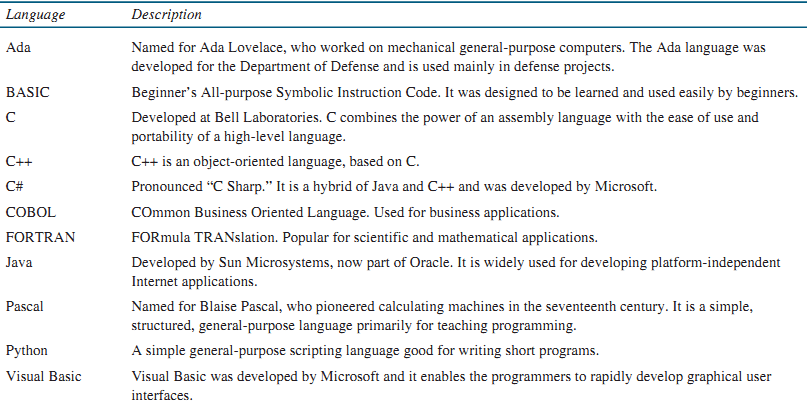 Language Description
Ada Named for Ada Lovelace, who worked on mechanical general-purpose computers. The Ada language was
developed for the Department of Defense and is used mainly in defense projects.
BASIC Beginner’s All-purpose Symbolic Instruction Code. It was designed to be learned and used easily by beginners.
C Developed at Bell Laboratories. C combines the power of an assembly language with the ease of use and
portability of a high-level language.
C++ C++ is an object-oriented language, based on C.
C# Pronounced “C Sharp.” It is a hybrid of Java and C++ and was developed by Microsoft.
COBOL COmmon Business Oriented Language. Used for business applications.
FORTRAN FORmula TRANslation. Popular for scientific and mathematical applications.
Java Developed by Sun Microsystems, now part of Oracle. It is widely used for developing platform-independent
Internet applications.
Pascal Named for Blaise Pascal, who pioneered calculating machines in the seventeenth century. It is a simple,
structured, general-purpose language primarily for teaching programming.
Python A simple general-purpose scripting language good for writing short programs.
Visual Basic Visual Basic was developed by Microsoft and it enables the programmers to rapidly develop graphical user
interfaces.